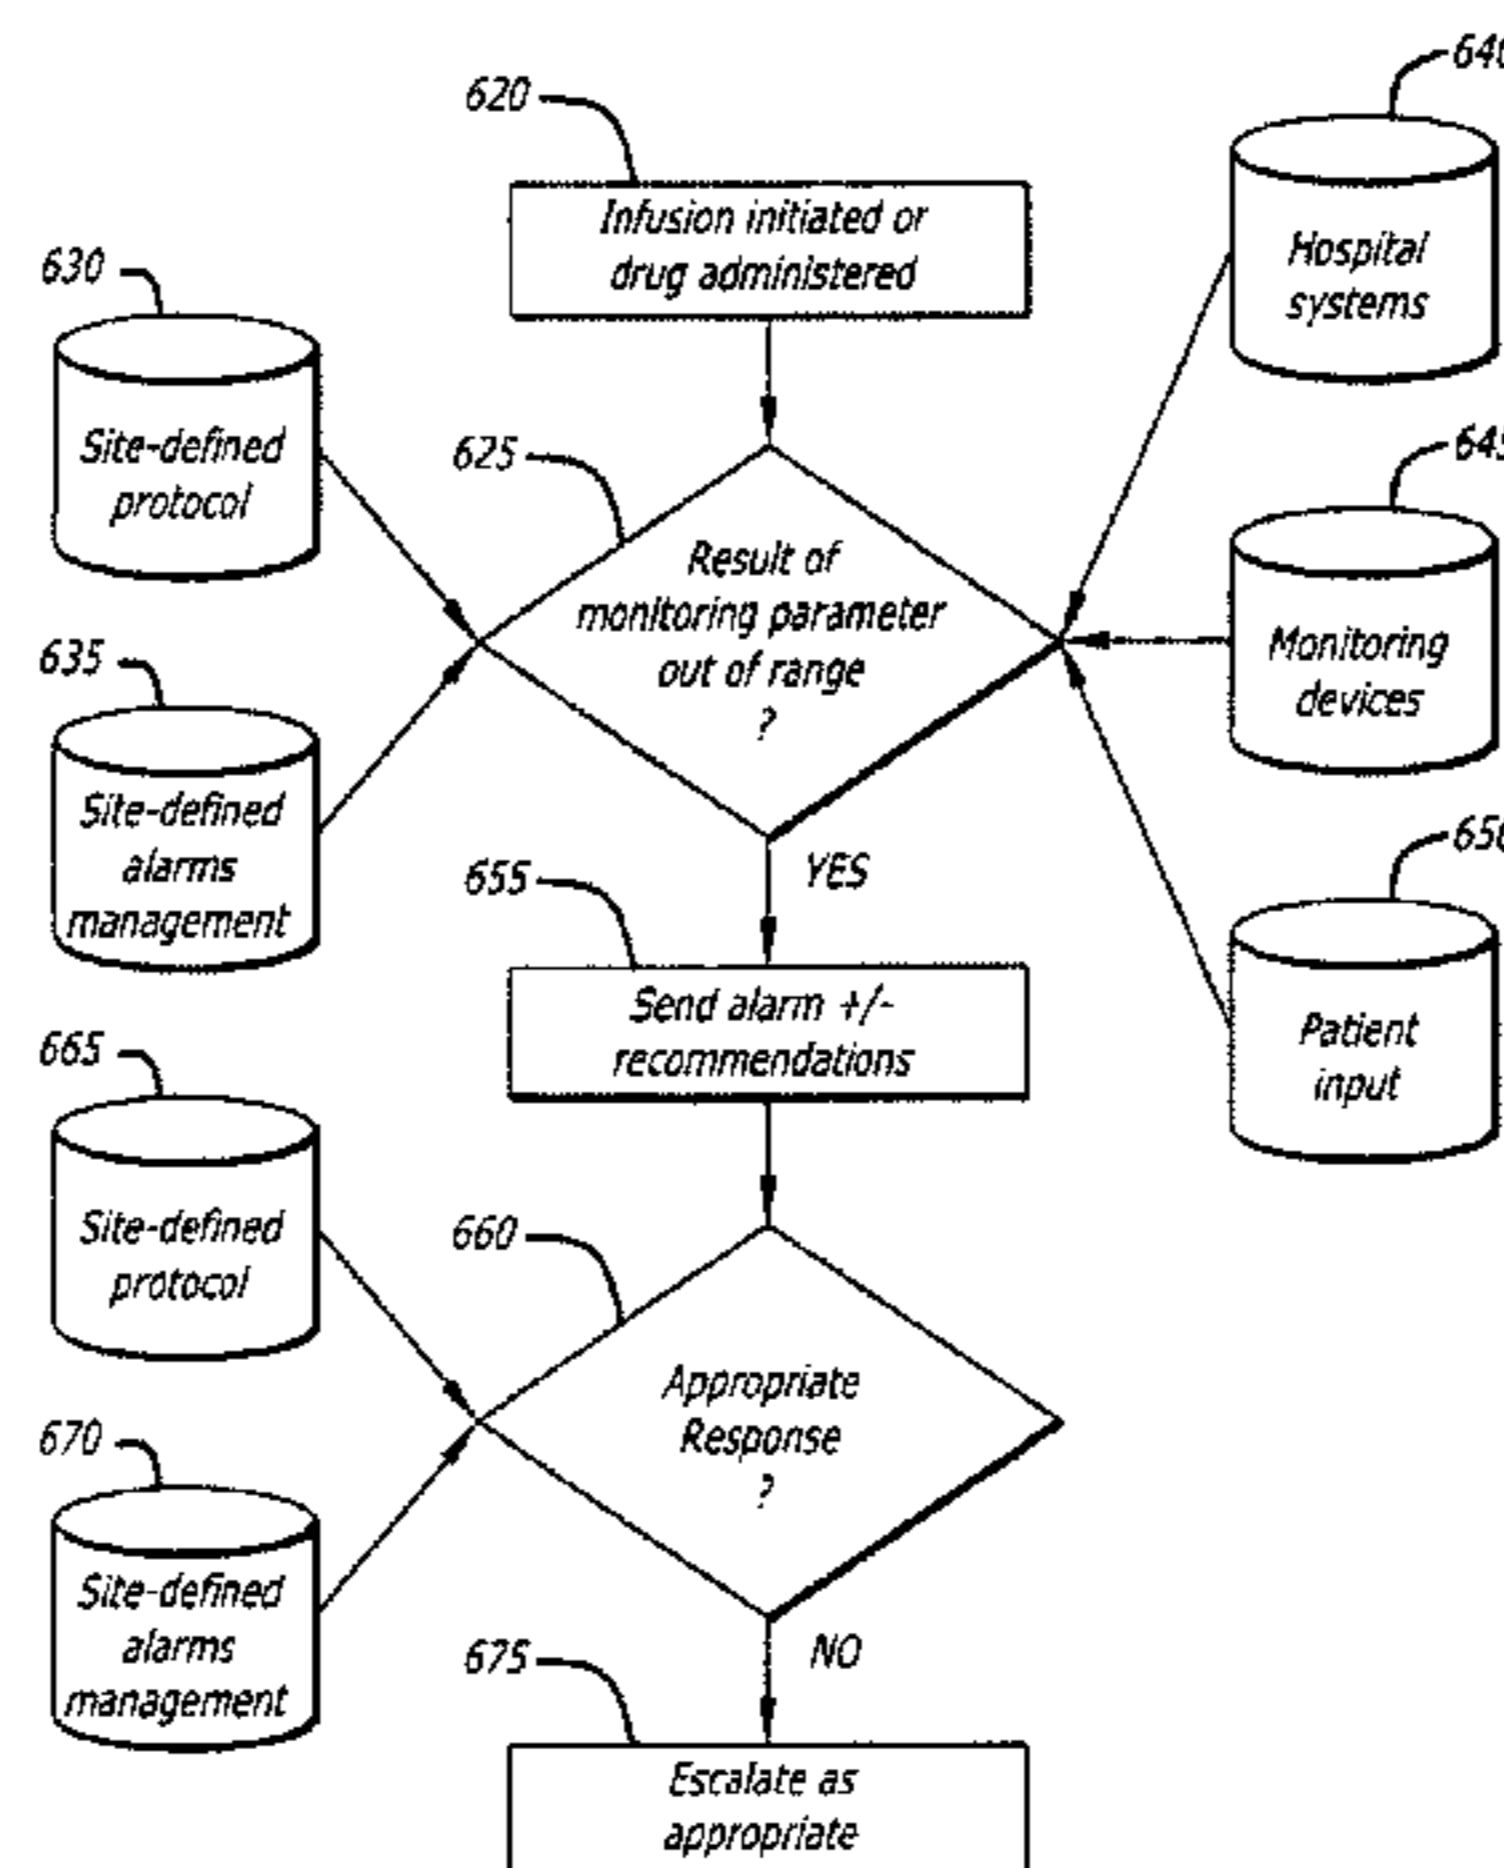 620
Infusion initiated or
drug administered
630
Site-defined
protocol
625
Result of
monitoring parameter
out of range
?
Hospital
systems
635
Site-defined
alarms
management
Monitoring
devices
YES
655
Send alarm +/-
recommendations
Patient
input
665
Site-defined
protocol
660
Appropriate
Response
?
670
Site-defined
alarms
management
NO
675
Escalate as
appropriate